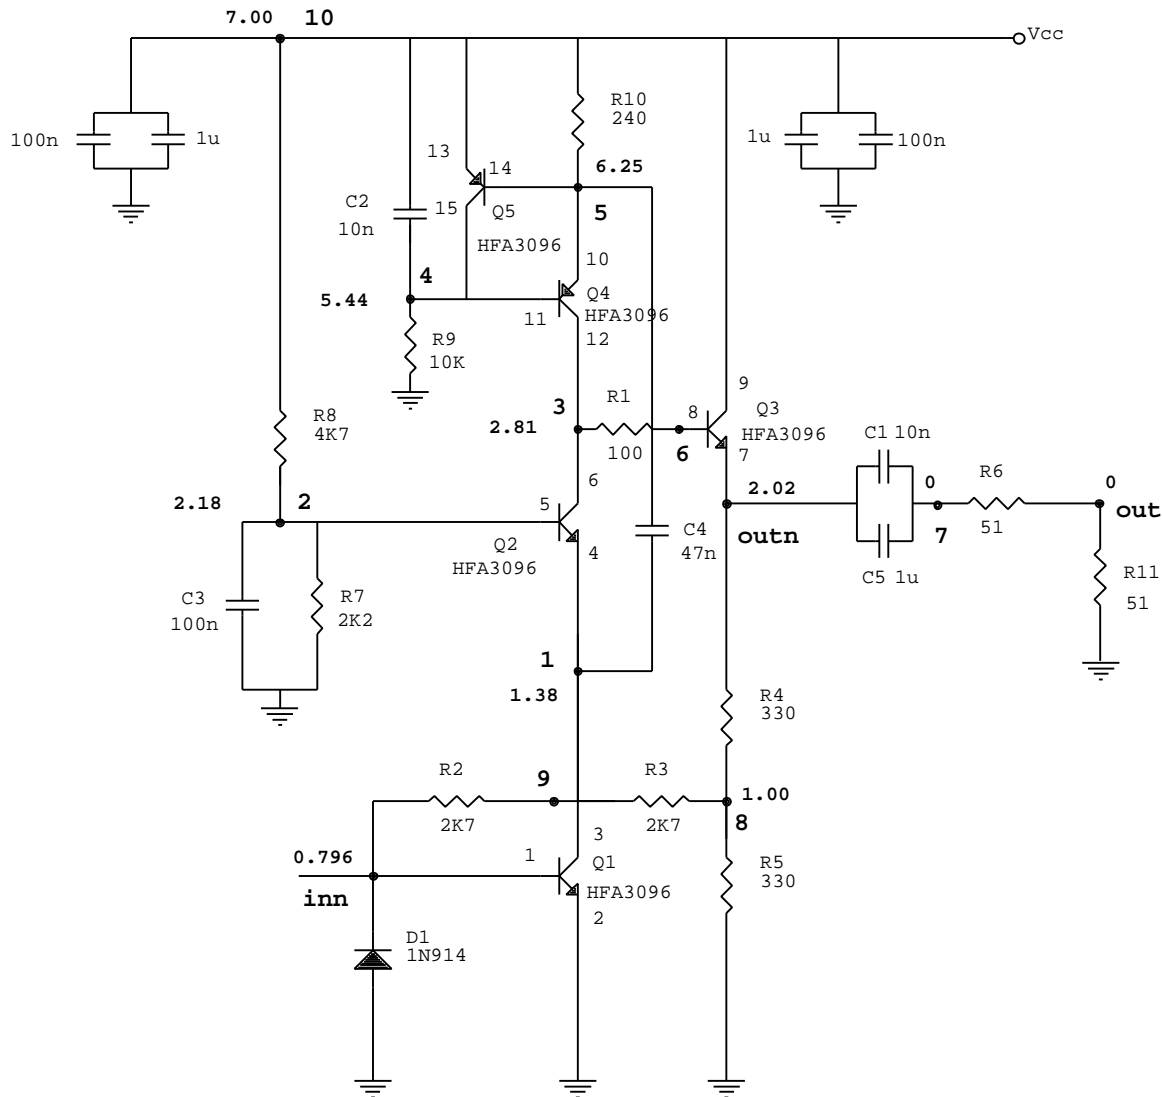 7.00 10
Vcc
100n 1u
R10
240
1u 100n
13
14
6.25
C2
10n
15
Q5
5
HFA3096
4
5.44
10
Q4
11
HFA3096
12
R9
10K
R8
4K7
3
2.81
R1
100
6
8
9
Q3
HFA3096
7
C1 10n
R6
51
0
7
0
out
2.18
2
5
6
Q2
HFA3096
4
2.02
outn
C4
47n
C5 1u
R11
51
C3
100n
R7
2K2
1
1.38
R4
330
R2
2K7
9
R3
2K7
1.00
8
0.796
inn
1
3
Q1
HFA3096
2
R5
330
D1
1N914